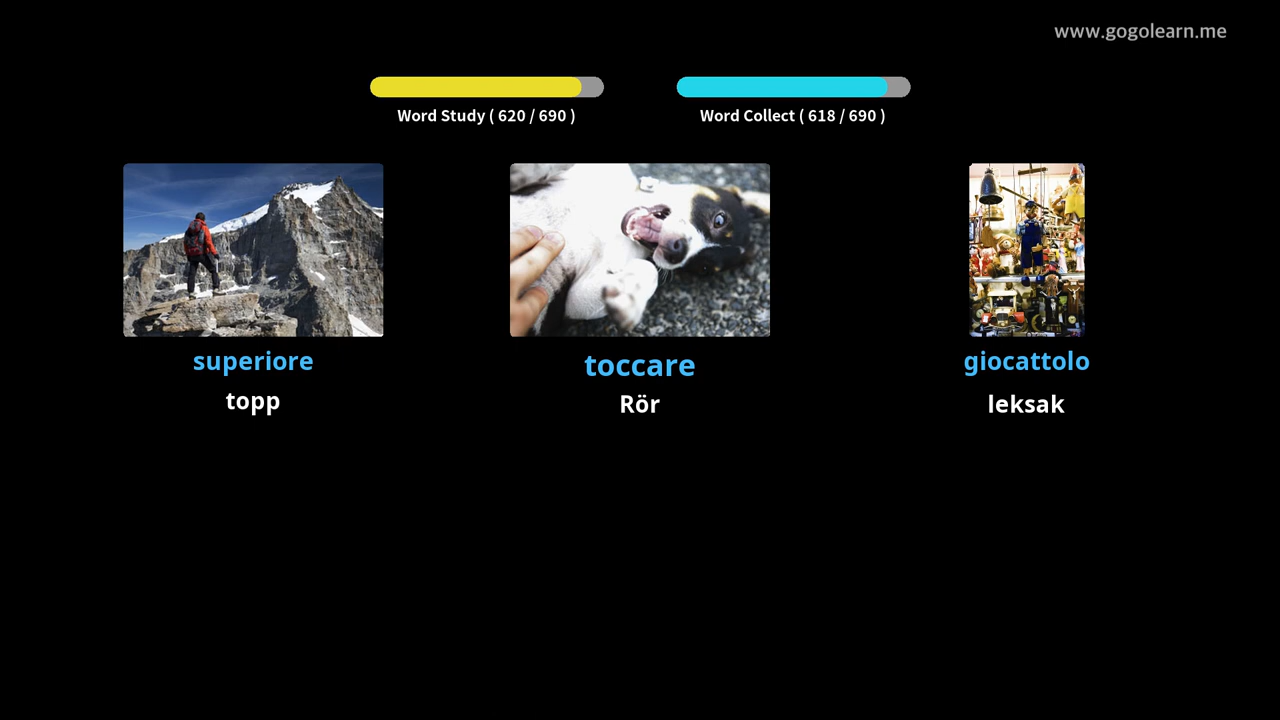 www.gogolearn.me
Word Study ( 620 / 690 )
Word Collect ( 618 / 690 )
superiore
topp
toccare
Rör
giocattolo
leksak